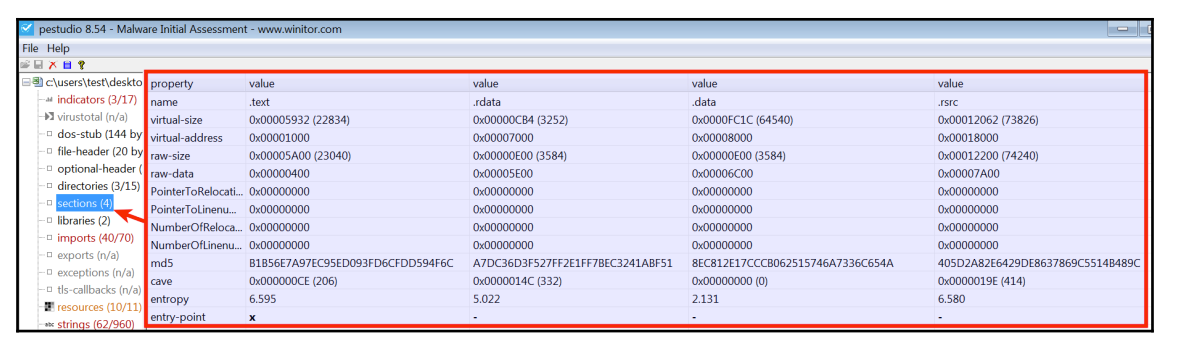 pestudio 8.54 - Malware Initial Assessment - www.winitor.com
File Help
c:\users\test\deskto
indicators (3/17)
virustotal (n/a)
dos-stub (144 by
file-header (20 by
optional-header (
directories (3/15)
sections (4)
libraries (2)
imports (40/70)
exports (n/a)
exceptions (n/a)
tls-callbacks (n/a)
resources (10/11)
strings (62/960)
property value value value value
name .text .rdata .data .rsrc
virtual-size 0x00005932 (22834) 0x00000CB4 (3252) 0x0000FC1C (64540) 0x00012062 (73826)
virtual-address 0x00001000 0x00007000 0x00008000 0x00018000
raw-size 0x00005A00 (23040) 0x00000E00 (3584) 0x00000E00 (3584) 0x00012200 (74240)
raw-data 0x00000400 0x00005E00 0x00006C00 0x00007A00
PointerToRelocati... 0x00000000 0x00000000 0x00000000 0x00000000
PointerToLinenu... 0x00000000 0x00000000 0x00000000 0x00000000
NumberOfReloca... 0x00000000 0x00000000 0x00000000 0x00000000
NumberOfLinenu... 0x00000000 0x00000000 0x00000000 0x00000000
md5 B1B56E7A97EC95ED093FD6CFDD594F6C A7DC36D3F527FF2E1FF7BEC3241ABF51 8EC812E17CCCB062515746A7336C654A 405D2A82E6429DE8637869C5514B489C
cave 0x000000CE (206) 0x0000014C (332) 0x00000000 (0) 0x0000019E (414)
entropy 6.595 5.022 2.131 6.580
entry-point x - - -